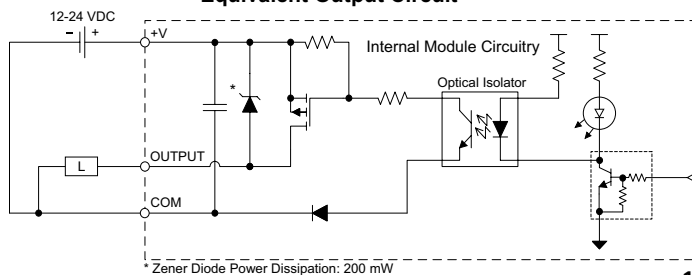 Equivalent Output Circuit
12-24 VDC
- +
+V
Internal Module Circuitry
Optical Isolator
*
OUTPUT
L
COM
* Zener Diode Power Dissipation: 200 mW